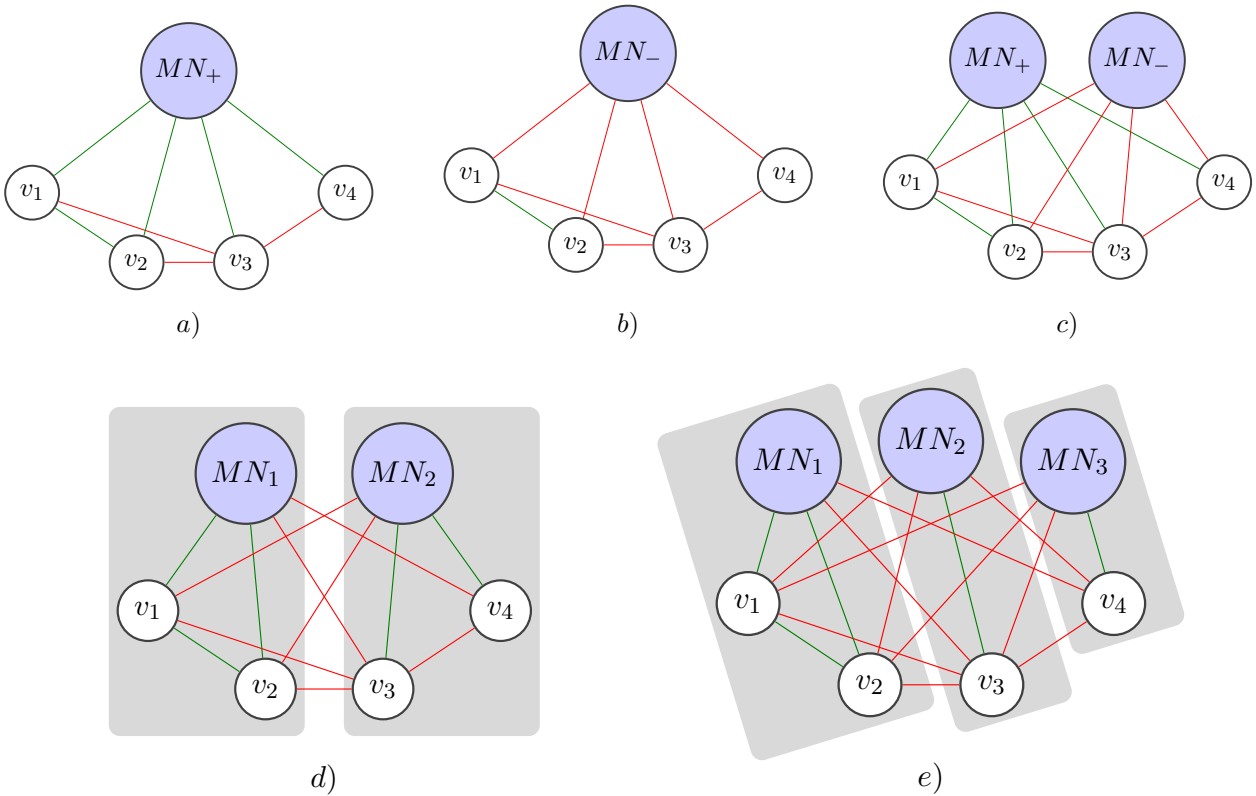 MN₊
v₁
v₂
v₃
v₄
a)
MN₋
v₁
v₂
v₃
v₄
b)
MN₊ MN₋
v₁
v₂
v₃
v₄
c)
MN₁ MN₂
v₁
v₂
v₃
v₄
d)
MN₁ MN₂ MN₃
v₁
v₂
v₃
v₄
e)